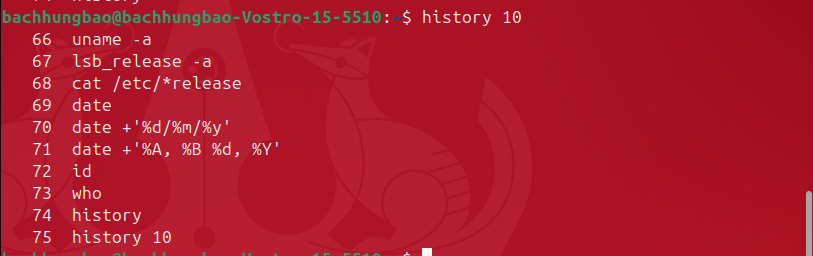 bachhungbao@bachhungbao-Vostro-15-5510:~$ history 10
66 uname -a
67 lsb_release -a
68 cat /etc/*release
69 date
70 date +'%d/%m/%y'
71 date +'%A, %B %d, %Y'
72 id
73 who
74 history
75 history 10